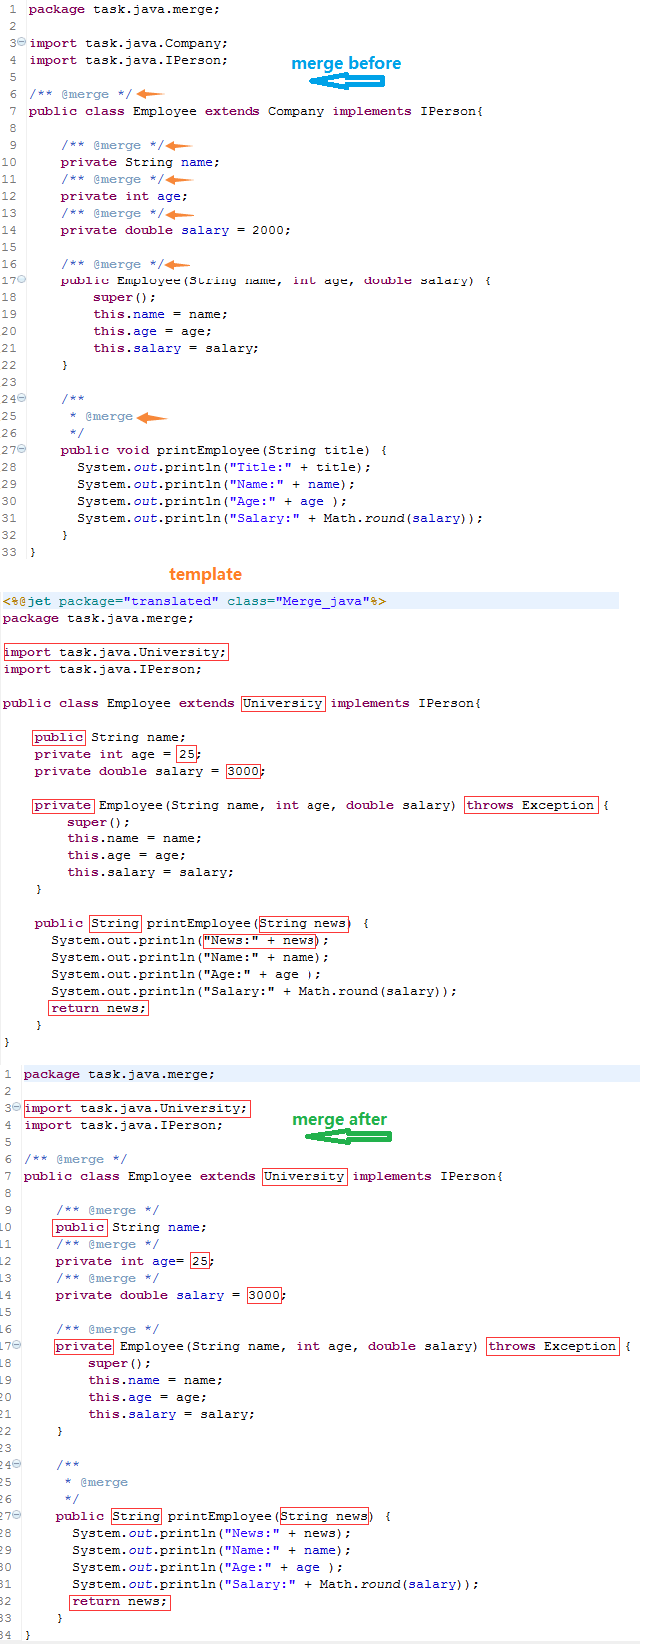 1 package task.java.merge;
2
3 import task.java.Company;
4 import task.java.IPerson;
merge before
5
6 /** @merge */
7 public class Employee extends Company implements IPerson{
8
9 /** @merge */
10 private String name;
11 /** @merge */
12 private int age;
13 /** @merge */
14 private double salary = 2000;
15
16 /** @merge */
17 public Employee(String name, int age, double salary) {
18 super();
19 this.name = name;
20 this.age = age;
21 this.salary = salary;
22 }
23
24 /**
25 * @merge
26 */
27 public void printEmployee(String title) {
28 System.out.println("Title:" + title);
29 System.out.println("Name:" + name);
30 System.out.println("Age:" + age );
31 System.out.println("Salary:" + Math.round(salary));
32 }
33 }
template
<%@jet package="translated" class="Merge_java"%>
package task.java.merge;
import task.java.University;
import task.java.IPerson;
public class Employee extends University implements IPerson{
public String name;
private int age = 25;
private double salary = 3000;
private Employee(String name, int age, double salary) throws Exception {
super();
this.name = name;
this.age = age;
this.salary = salary;
}
public String printEmployee(String news) {
System.out.println("News:" + news);
System.out.println("Name:" + name);
System.out.println("Age:" + age );
System.out.println("Salary:" + Math.round(salary));
return news;
}
}
1 package task.java.merge;
2
3 import task.java.University;
merge after
4 import task.java.IPerson;
5
6 /** @merge */
7 public class Employee extends University implements IPerson{
8
9 /** @merge */
10 public String name;
11 /** @merge */
12 private int age= 25;
13 /** @merge */
14 private double salary = 3000;
15
16 /** @merge */
17 private Employee(String name, int age, double salary) throws Exception {
18 super();
19 this.name = name;
20 this.age = age;
21 this.salary = salary;
22 }
23
24 /**
25 * @merge
26 */
27 public String printEmployee(String news) {
28 System.out.println("News:" + news);
29 System.out.println("Name:" + name);
30 System.out.println("Age:" + age );
31 System.out.println("Salary:" + Math.round(salary));
32 return news;
33 }
34 }